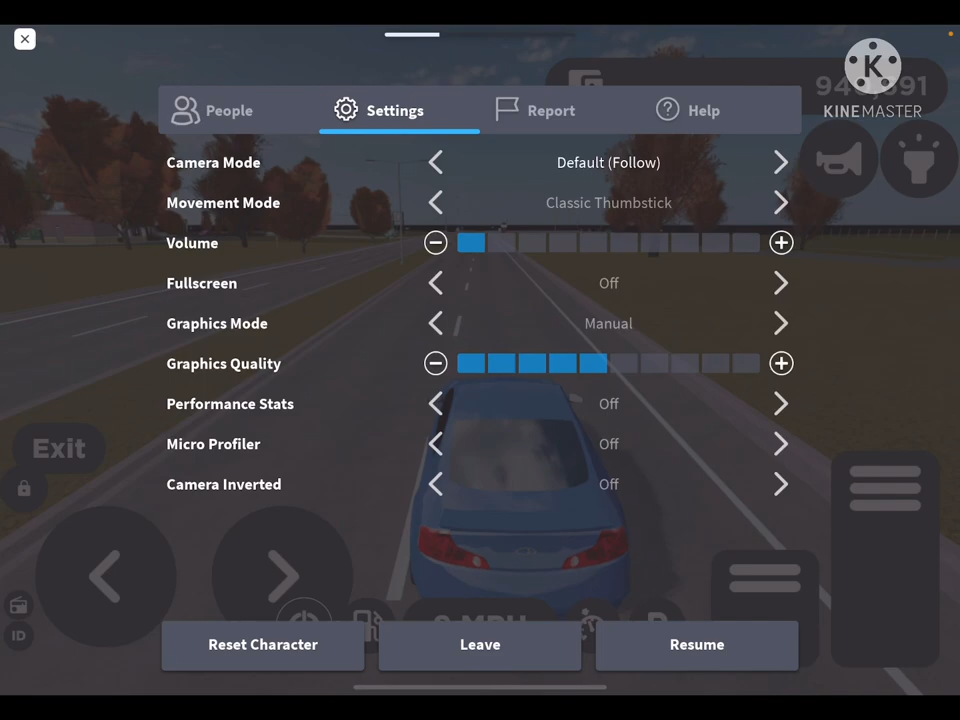 People
Settings
Report
Help
KINEMASTER
K
Camera Mode
Default (Follow)
Movement Mode
Classic Thumbstick
Volume
Fullscreen
Off
Graphics Mode
Manual
Graphics Quality
Performance Stats
Off
Micro Profiler
Off
Camera Inverted
Off
Exit
ID
Reset Character
Leave
Resume